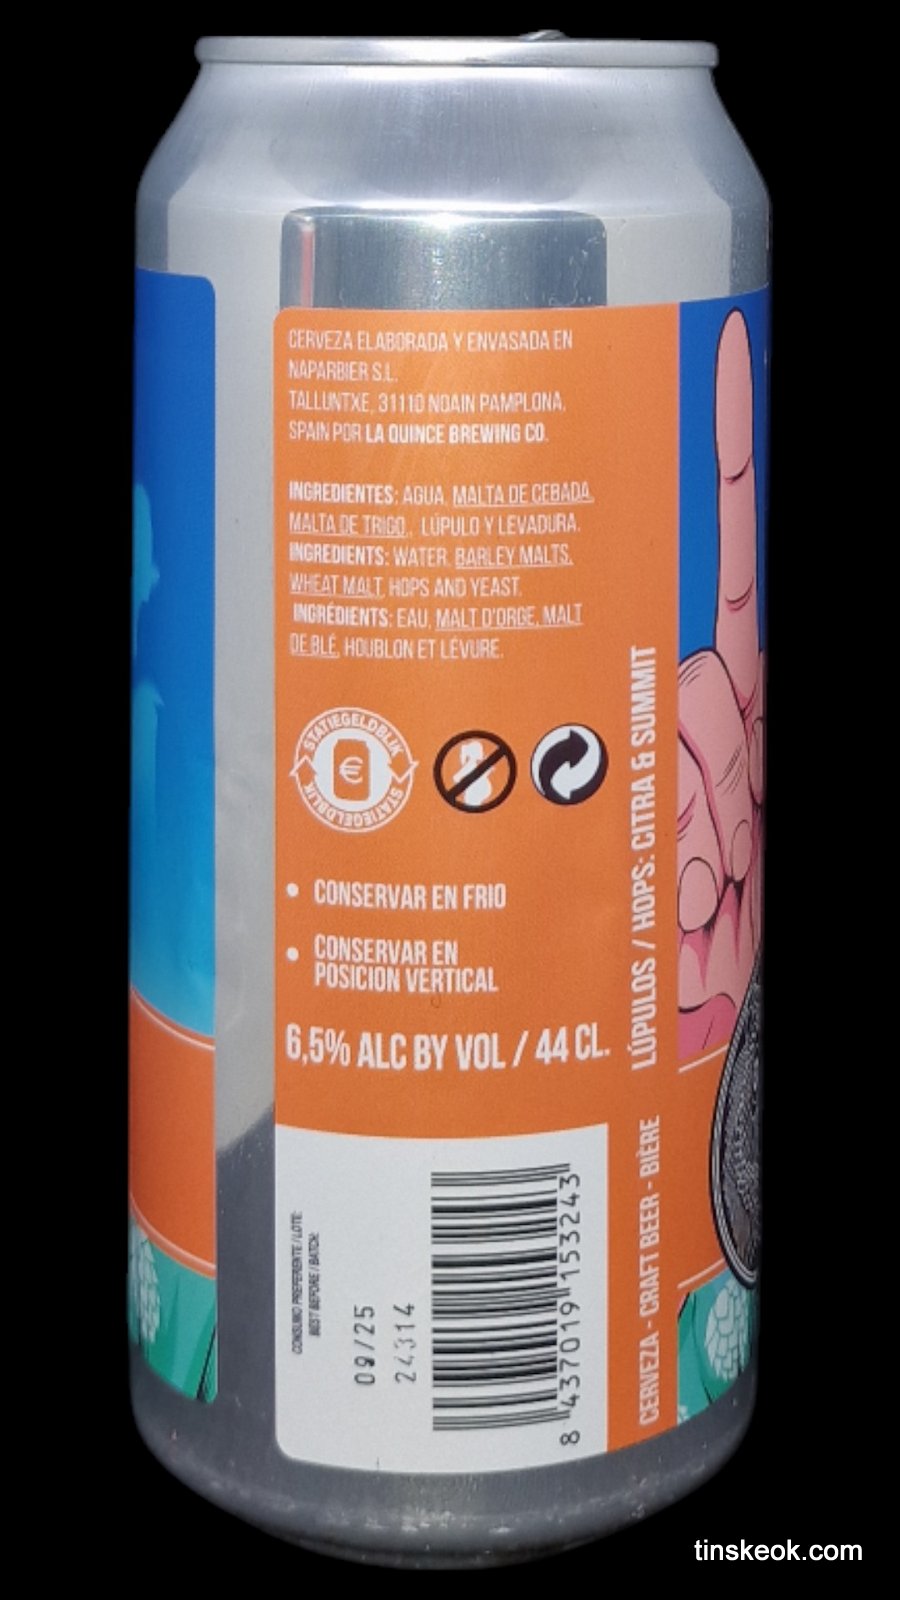 CERVEZA ELABORADA Y ENVASADA EN
NAPARBIER S.L.
TALLUNTXE, 31110 NOAIN PAMPLONA.
SPAIN POR LA QUINCE BREWING CO.
INGREDIENTES: AGUA, MALTA DE CEBADA,
MALTA DE TRIGO, LÚPULO Y LEVADURA.
INGREDIENTS: WATER, BARLEY MALTS,
WHEAT MALT, HOPS AND YEAST.
INGRÉDIENTS: EAU, MALT D'ORGE, MALT
DE BLÉ, HOUBLON ET LÉVURE.
STATIEGELDBLIK
STATIEGELDBLIK
STATIEGELDBLIK
€
• CONSERVAR EN FRIO
• CONSERVAR EN
POSICION VERTICAL
6,5% ALC BY VOL / 44 CL.
LÚPULOS / HOPS: CITRA & SUMMIT
CERVEZA - CRAFT BEER - BIÈRE
CONSUMO PREFERENTE / LOTE:
BEST BEFORE / BATCH:
09/25
24314
8 437019 153243
tinskeok.com